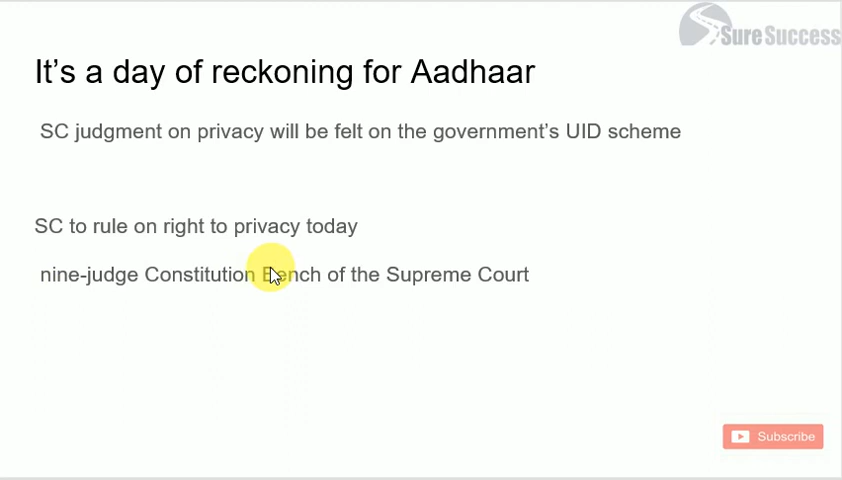 SureSuccess
It's a day of reckoning for Aadhaar
SC judgment on privacy will be felt on the government's UID scheme
SC to rule on right to privacy today
nine-judge Constitution Bench of the Supreme Court
Subscribe